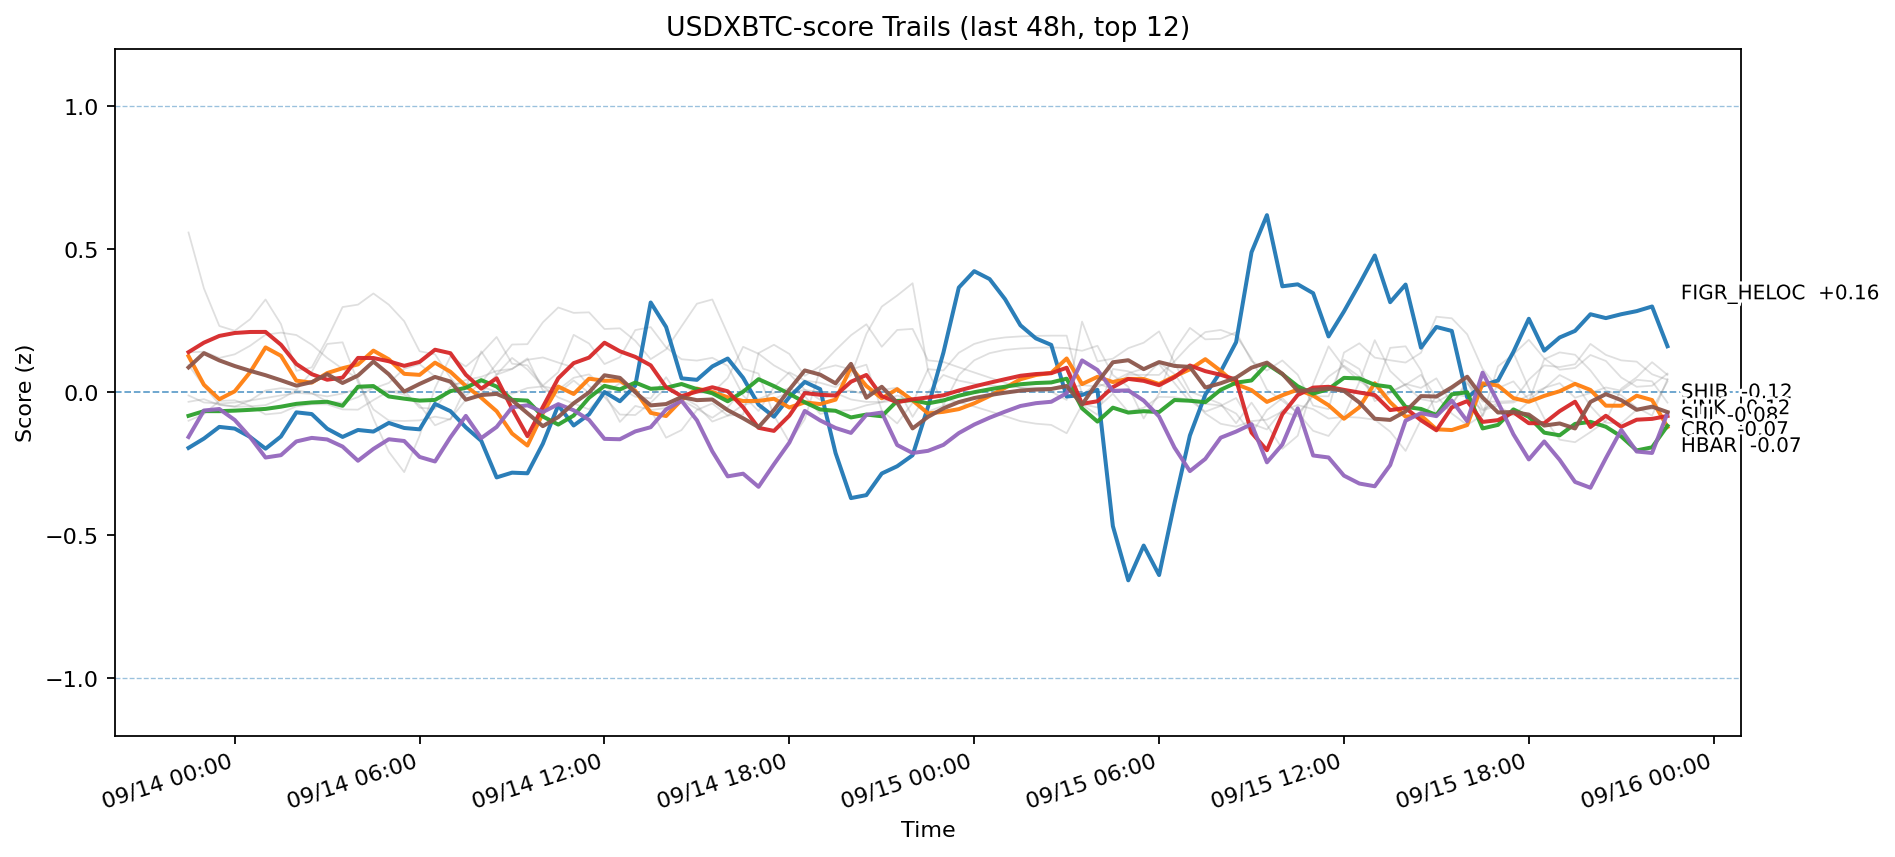 USDXBTC-score Trails (last 48h, top 12)
Score (z)
1.0
0.5
0.0
−0.5
−1.0
FIGR_HELOC +0.16
SHIB -0.12
SUI -0.08
CRO -0.07
HBAR -0.07
09/14 00:00
09/14 06:00
09/14 12:00
09/14 18:00
09/15 00:00
09/15 06:00
09/15 12:00
09/15 18:00
09/16 00:00
Time